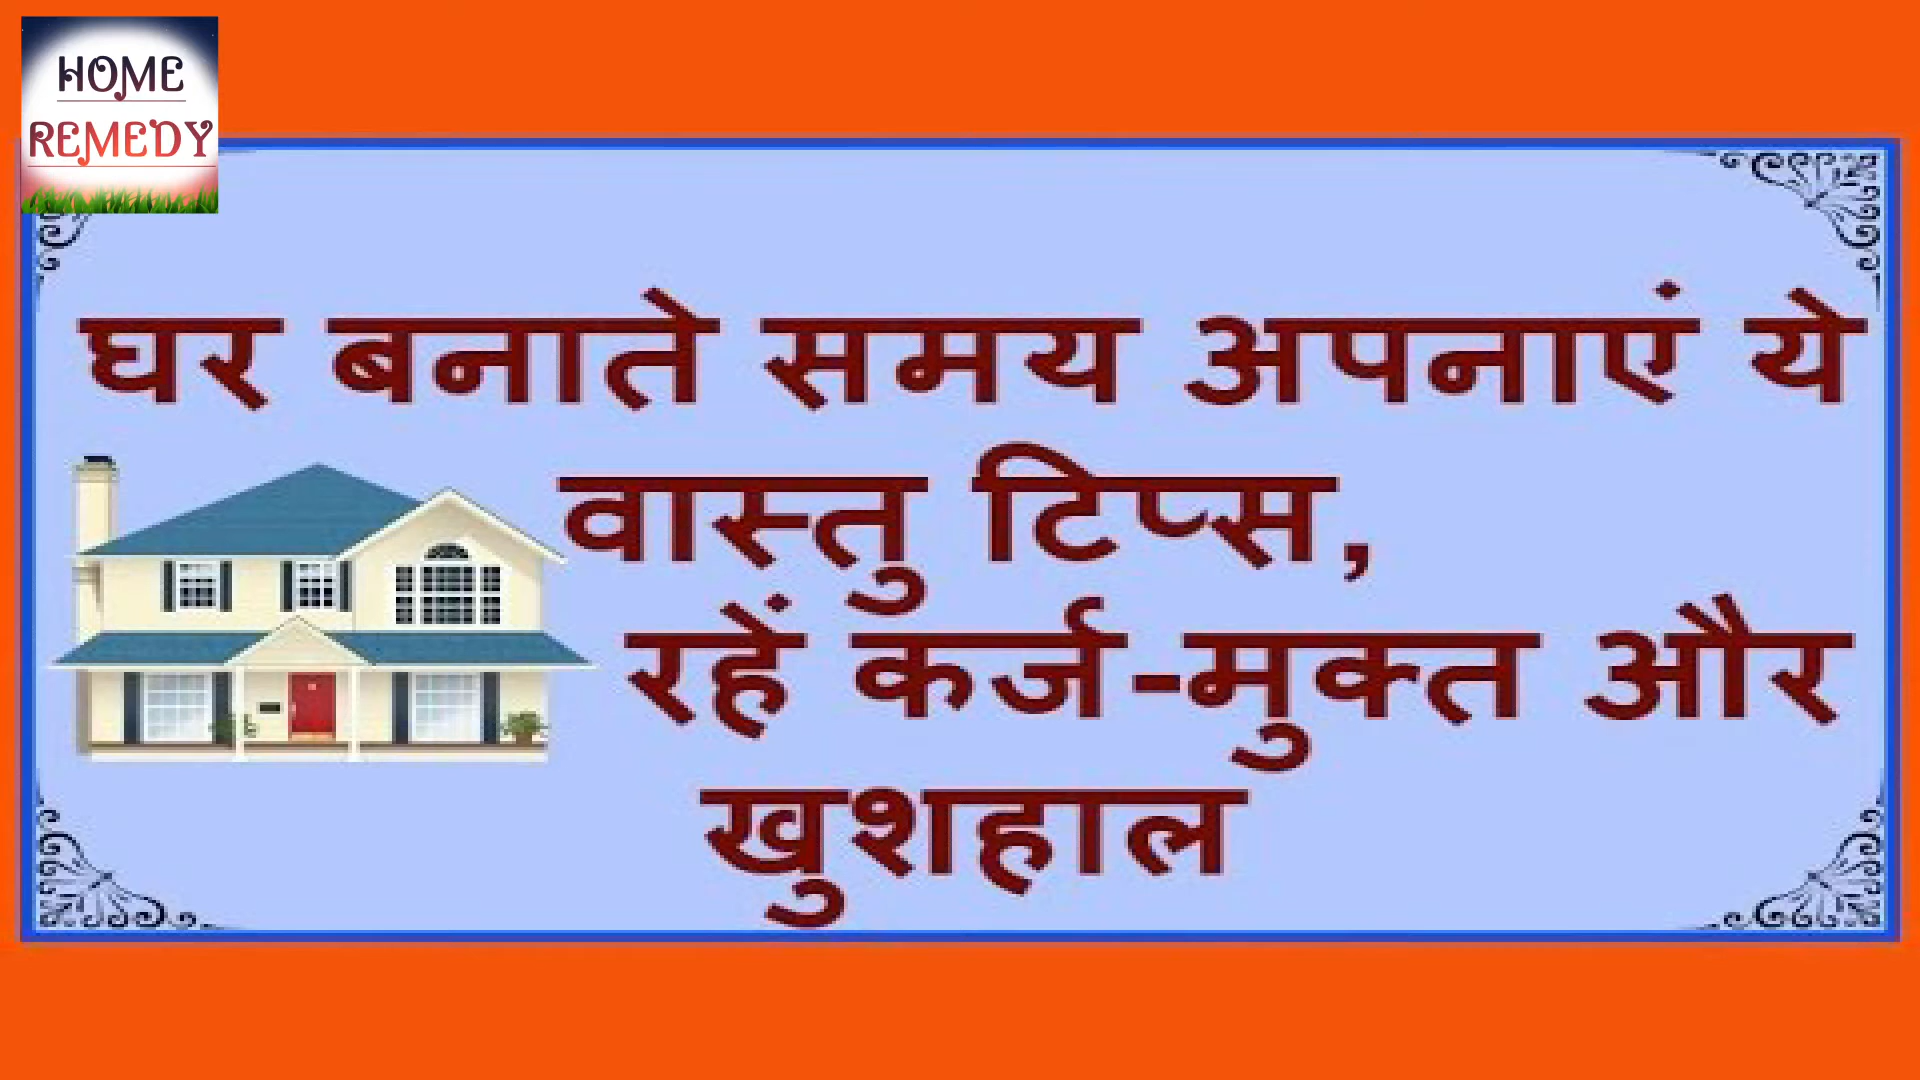 HOME
REMEDY
घर बनाते समय अपनाएं ये
वास्तु टिप्स,
रहें कर्ज-मुक्त और
खुशहाल